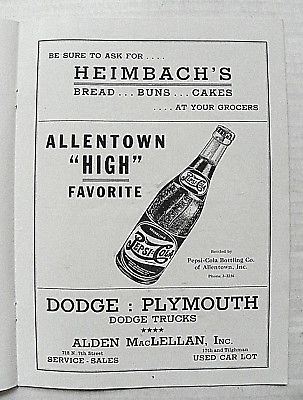 BE SURE TO ASK FOR . . . .
HEIMBACH'S
BREAD . . . BUNS . . . CAKES
. . . . AT YOUR GROCERS
ALLENTOWN
"HIGH"
FAVORITE
PEPSI-COLA
PEPSI-COLA
Bottled by
Pepsi-Cola Bottling Co.
of Allentown, Inc.
DODGE : PLYMOUTH
DODGE TRUCKS
★★★★
ALDEN MACLELLAN, INC.
718 N. 7th Street
17th and Tilghman
SERVICE - SALES
USED CAR LOT